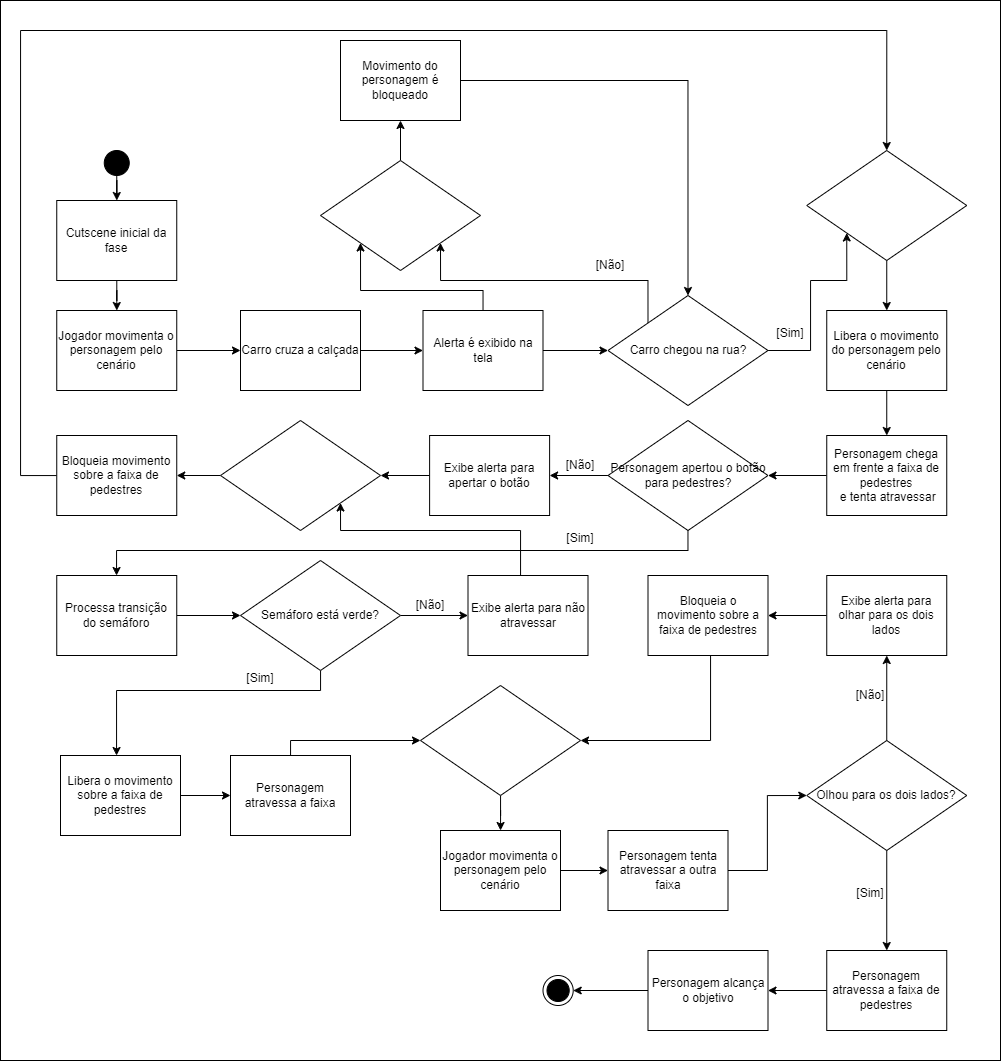 Movimento do
personagem é
bloqueado
Cutscene inicial da
fase
[Não]
Jogador movimenta o
personagem pelo
cenário
Carro cruza a calçada
Alerta é exibido na
tela
Carro chegou na rua?
[Sim]
Libera o movimento
do personagem pelo
cenário
Bloqueia movimento
sobre a faixa de
pedestres
Exibe alerta para
apertar o botão
[Não]
Personagem apertou o botão
para pedestres?
Personagem chega
em frente a faixa de
pedestres
e tenta atravessar
[Sim]
Processa transição
do semáforo
Semáforo está verde?
[Não]
Exibe alerta para não
atravessar
Bloqueia o
movimento sobre a
faixa de pedestres
Exibe alerta para
olhar para os dois
lados
[Sim]
[Não]
Libera o movimento
sobre a faixa de
pedestres
Personagem
atravessa a faixa
Olhou para os dois lados?
Jogador movimenta o
personagem pelo
cenário
Personagem tenta
atravessar a outra
faixa
[Sim]
Personagem alcança
o objetivo
Personagem
atravessa a faixa de
pedestres